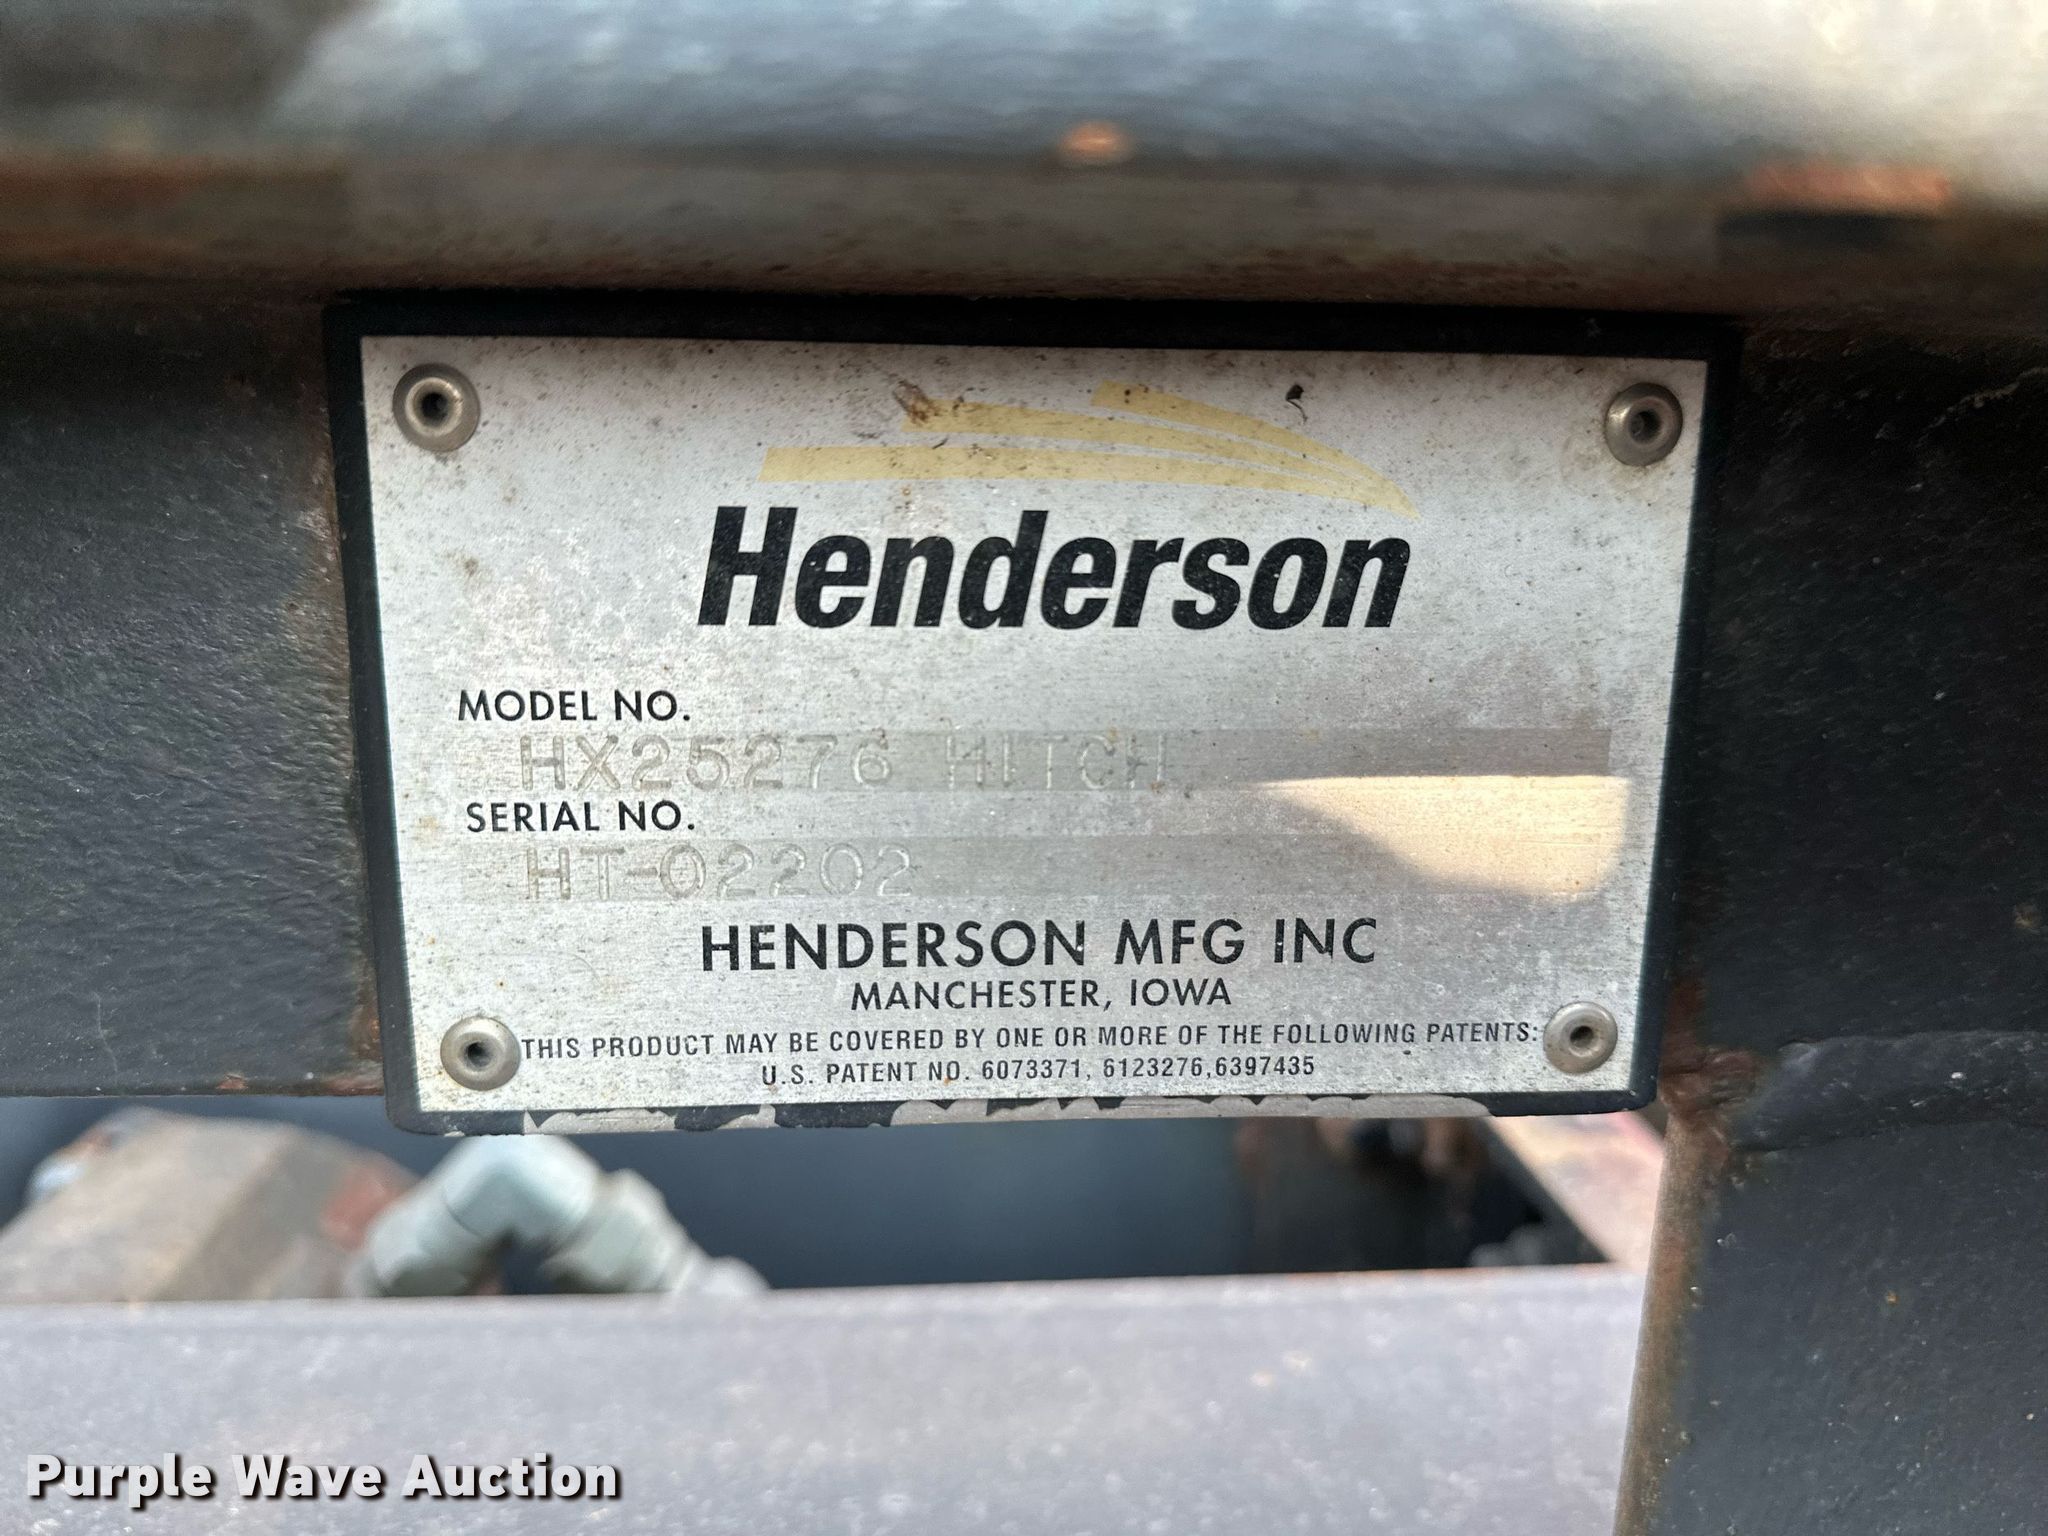 Henderson
MODEL NO.
HX25276 HITCH
SERIAL NO.
HT-02202
HENDERSON MFG INC
MANCHESTER, IOWA
THIS PRODUCT MAY BE COVERED BY ONE OR MORE OF THE FOLLOWING PATENTS:
U.S. PATENT NO. 6073371, 6123276,6397435
Purple Wave Auction